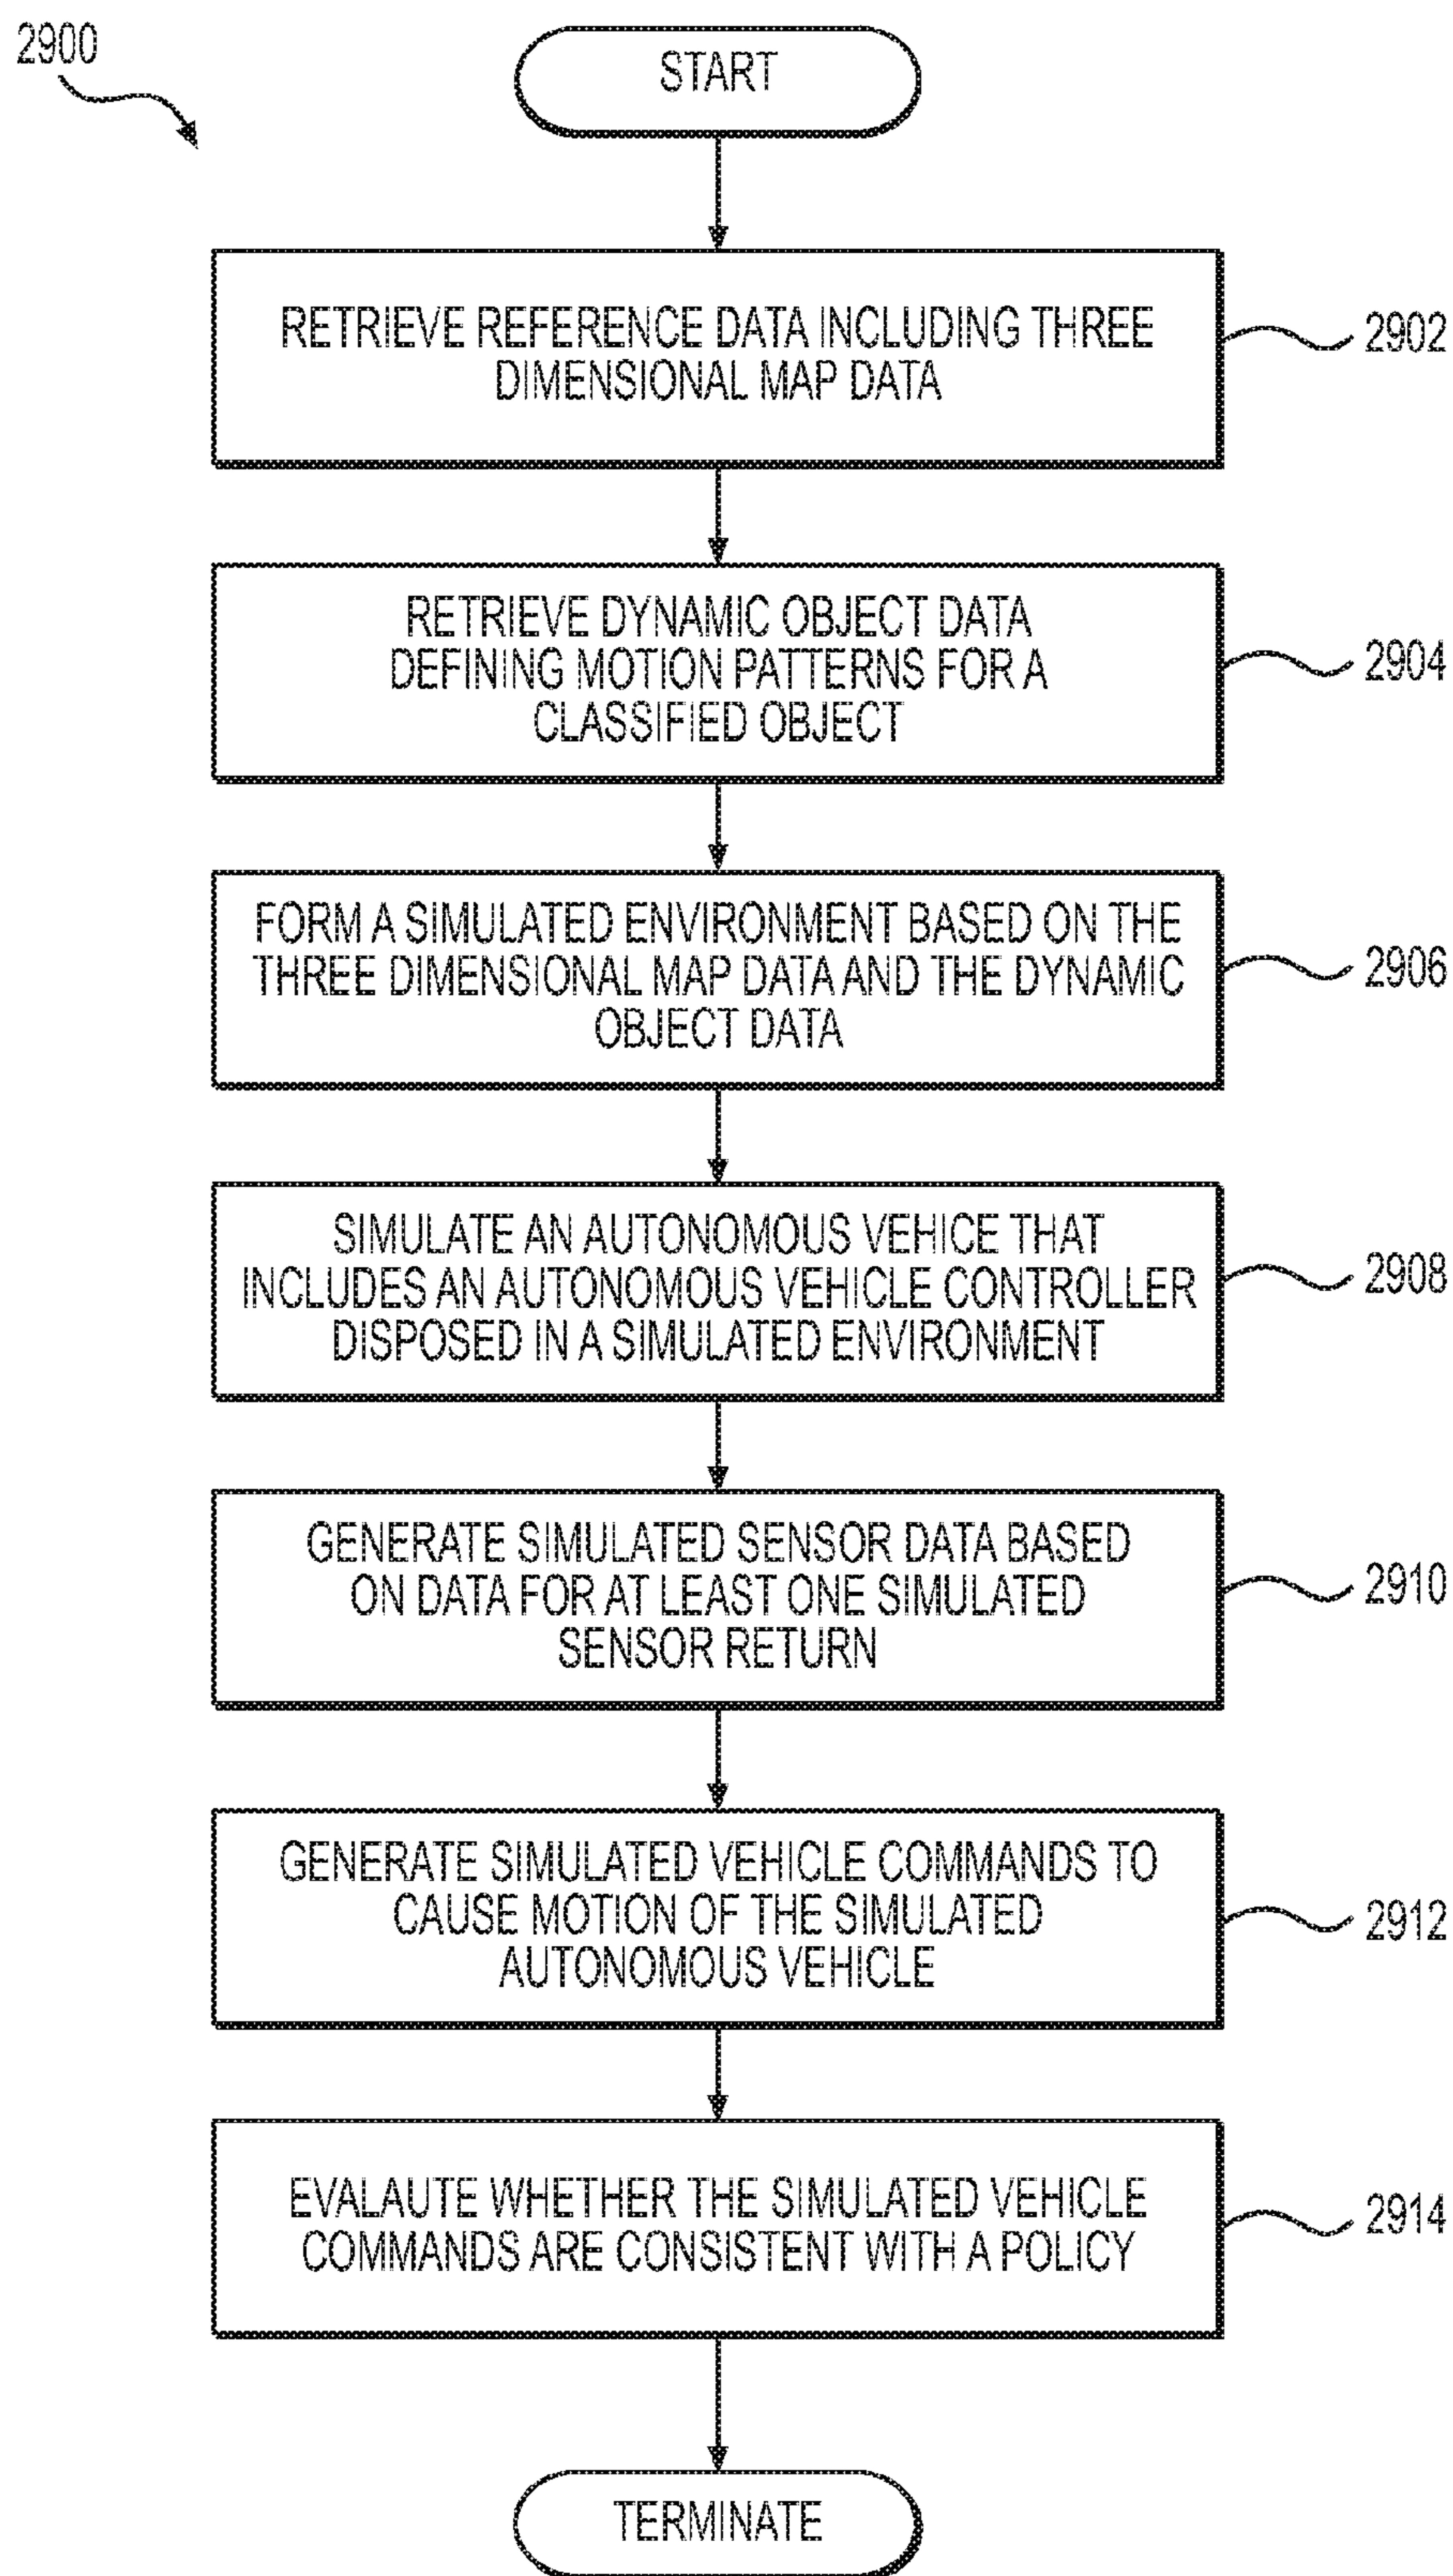 2900
START
RETRIEVE REFERENCE DATA INCLUDING THREE
DIMENSIONAL MAP DATA
2902
RETRIEVE DYNAMIC OBJECT DATA
DEFINING MOTION PATTERNS FOR A
CLASSIFIED OBJECT
2904
FORM A SIMULATED ENVIRONMENT BASED ON THE
THREE DIMENSIONAL MAP DATA AND THE DYNAMIC
OBJECT DATA
2906
SIMULATE AN AUTONOMOUS VEHICE THAT
INCLUDES AN AUTONOMOUS VEHICLE CONTROLLER
DISPOSED IN A SIMULATED ENVIRONMENT
2908
GENERATE SIMULATED SENSOR DATA BASED
ON DATA FOR AT LEAST ONE SIMULATED
SENSOR RETURN
2910
GENERATE SIMULATED VEHICLE COMMANDS TO
CAUSE MOTION OF THE SIMULATED
AUTONOMOUS VEHICLE
2912
EVALAUTE WHETHER THE SIMULATED VEHICLE
COMMANDS ARE CONSISTENT WITH A POLICY
2914
TERMINATE